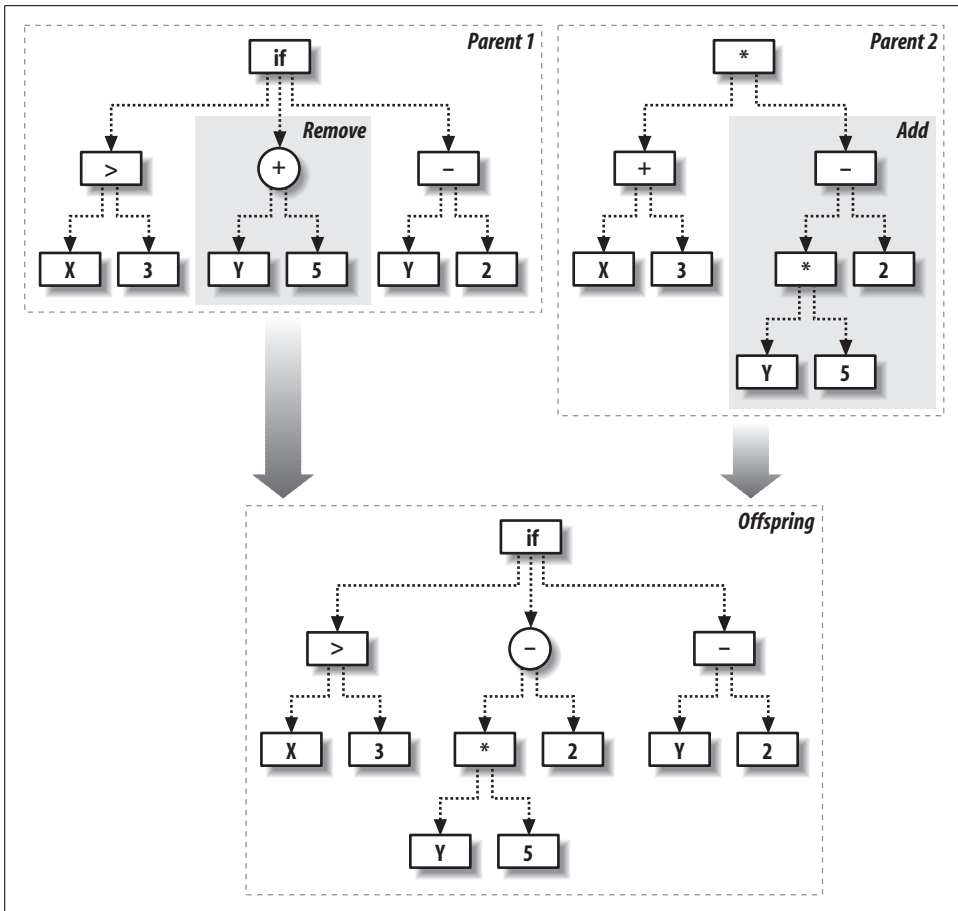 Parent 1
if
Remove
> + −
X 3 Y 5 Y 2
Parent 2
*
Add
+ −
X 3 * 2
Y 5
Offspring
if
> − −
X 3 * 2 Y 2
Y 5